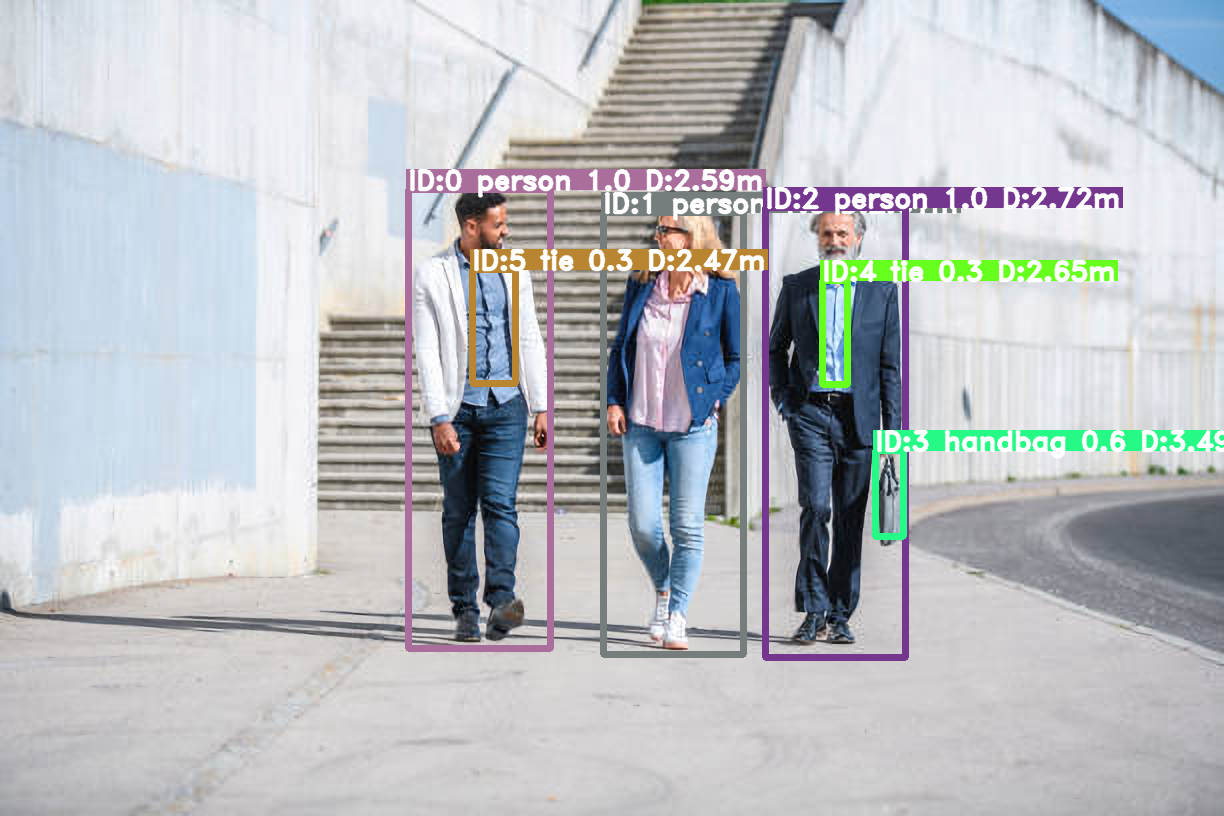 ID:0 person 1.0 D:2.59m
ID:1 person
ID:2 person 1.0 D:2.72m
ID:5 tie 0.3 D:2.47m
ID:4 tie 0.3 D:2.65m
ID:3 handbag 0.6 D:3.49